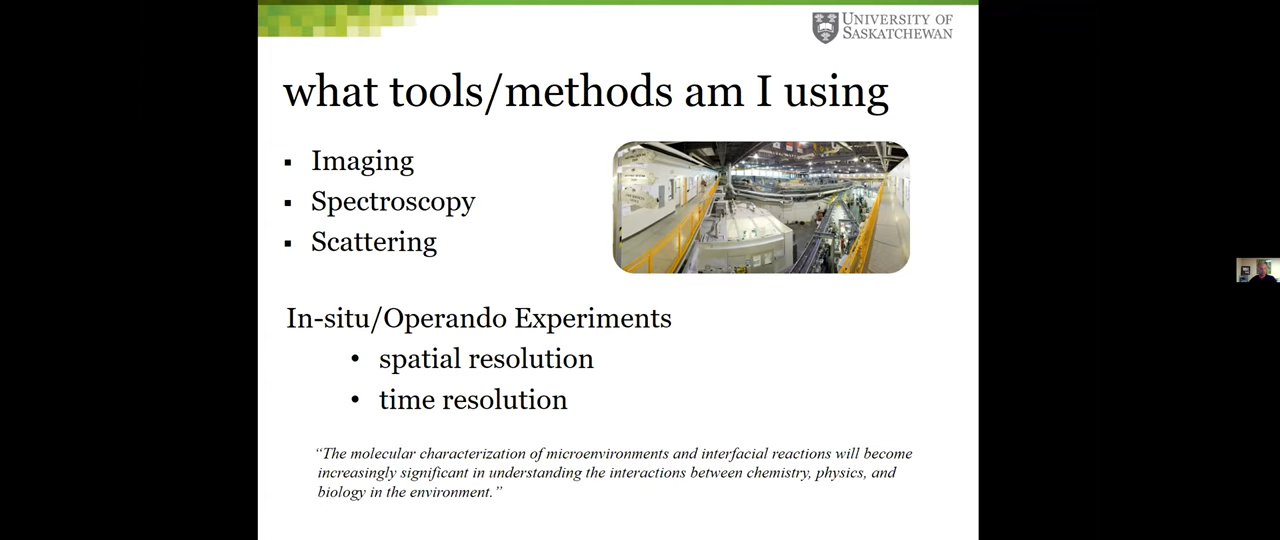 UNIVERSITY OF
SASKATCHEWAN
what tools/methods am I using
▪ Imaging
▪ Spectroscopy
▪ Scattering
In-situ/Operando Experiments
• spatial resolution
• time resolution
“The molecular characterization of microenvironments and interfacial reactions will become
increasingly significant in understanding the interactions between chemistry, physics, and
biology in the environment.”